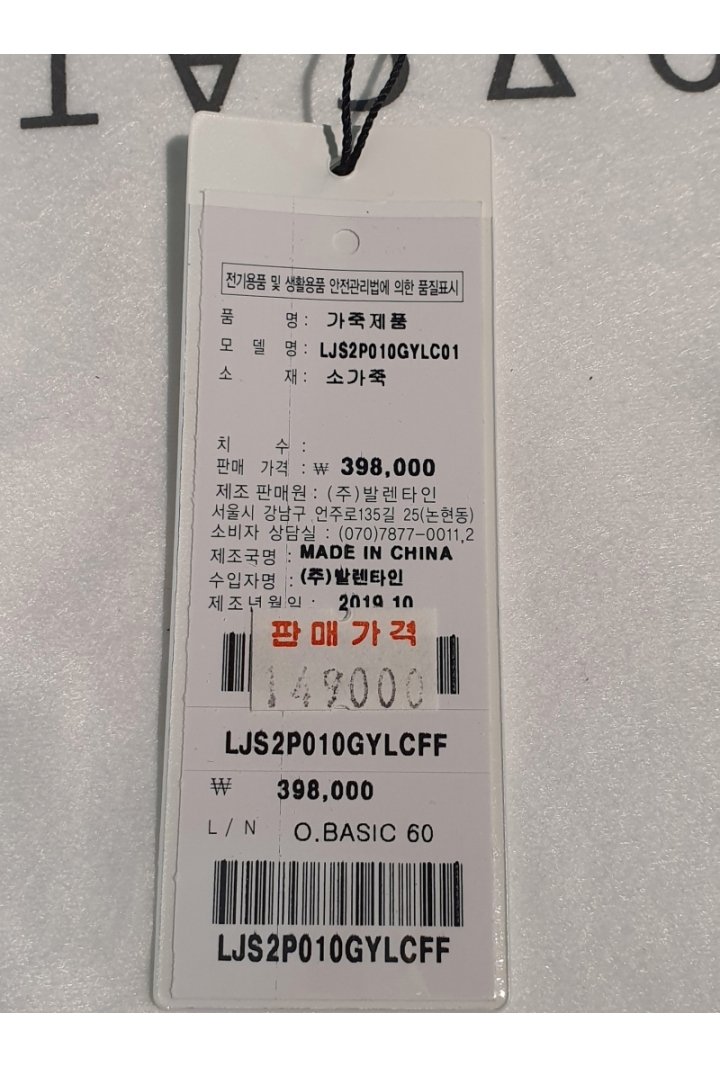 전기용품 및 생활용품 안전관리법에 의한 품질표시
품 명 : 가죽제품
모 델 명 : LJS2P010GYLC01
소 재 : 소가죽
치 수 :
판매 가격 : ₩ 398,000
제조 판매원 : (주)발렌타인
서울시 강남구 언주로135길 25(논현동)
소비자 상담실 : (070)7877-0011,2
제조국명 : MADE IN CHINA
수입자명 : (주)발렌타인
제조년월일 : 2019.10
판매가격
149000
LJS2P010GYLCFF
₩ 398,000
L / N O.BASIC 60
LJS2P010GYLCFF